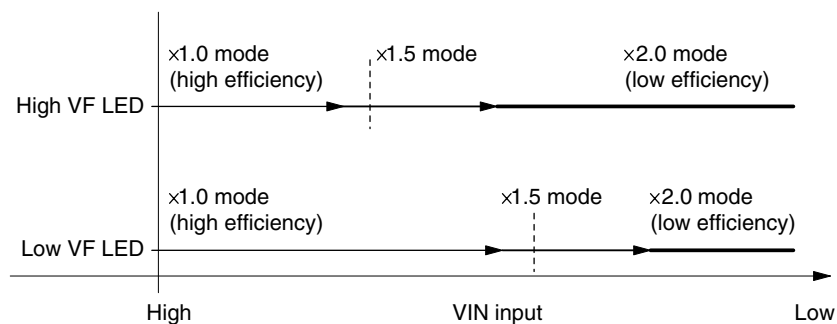 ×1.0 mode
(high efficiency)
×1.5 mode
×2.0 mode
(low efficiency)
High VF LED
×1.0 mode
(high efficiency)
×1.5 mode
×2.0 mode
(low efficiency)
Low VF LED
High
VIN input
Low